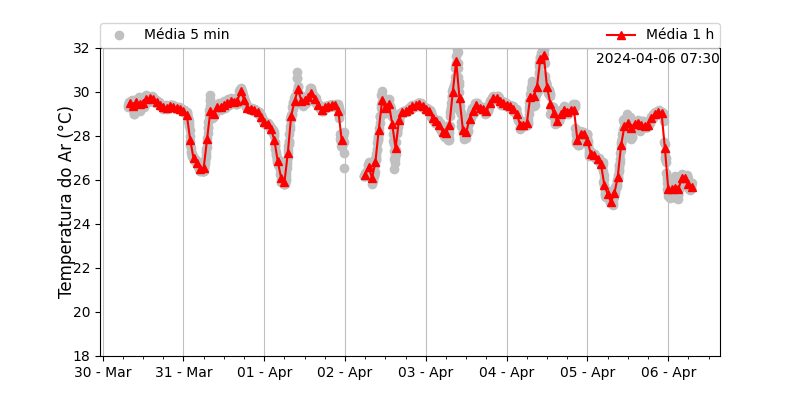 Média 5 min
Média 1 h
2024-04-06 07:30
Temperatura do Ar (°C)
32
30
28
26
24
22
20
18
30 - Mar
31 - Mar
01 - Apr
02 - Apr
03 - Apr
04 - Apr
05 - Apr
06 - Apr